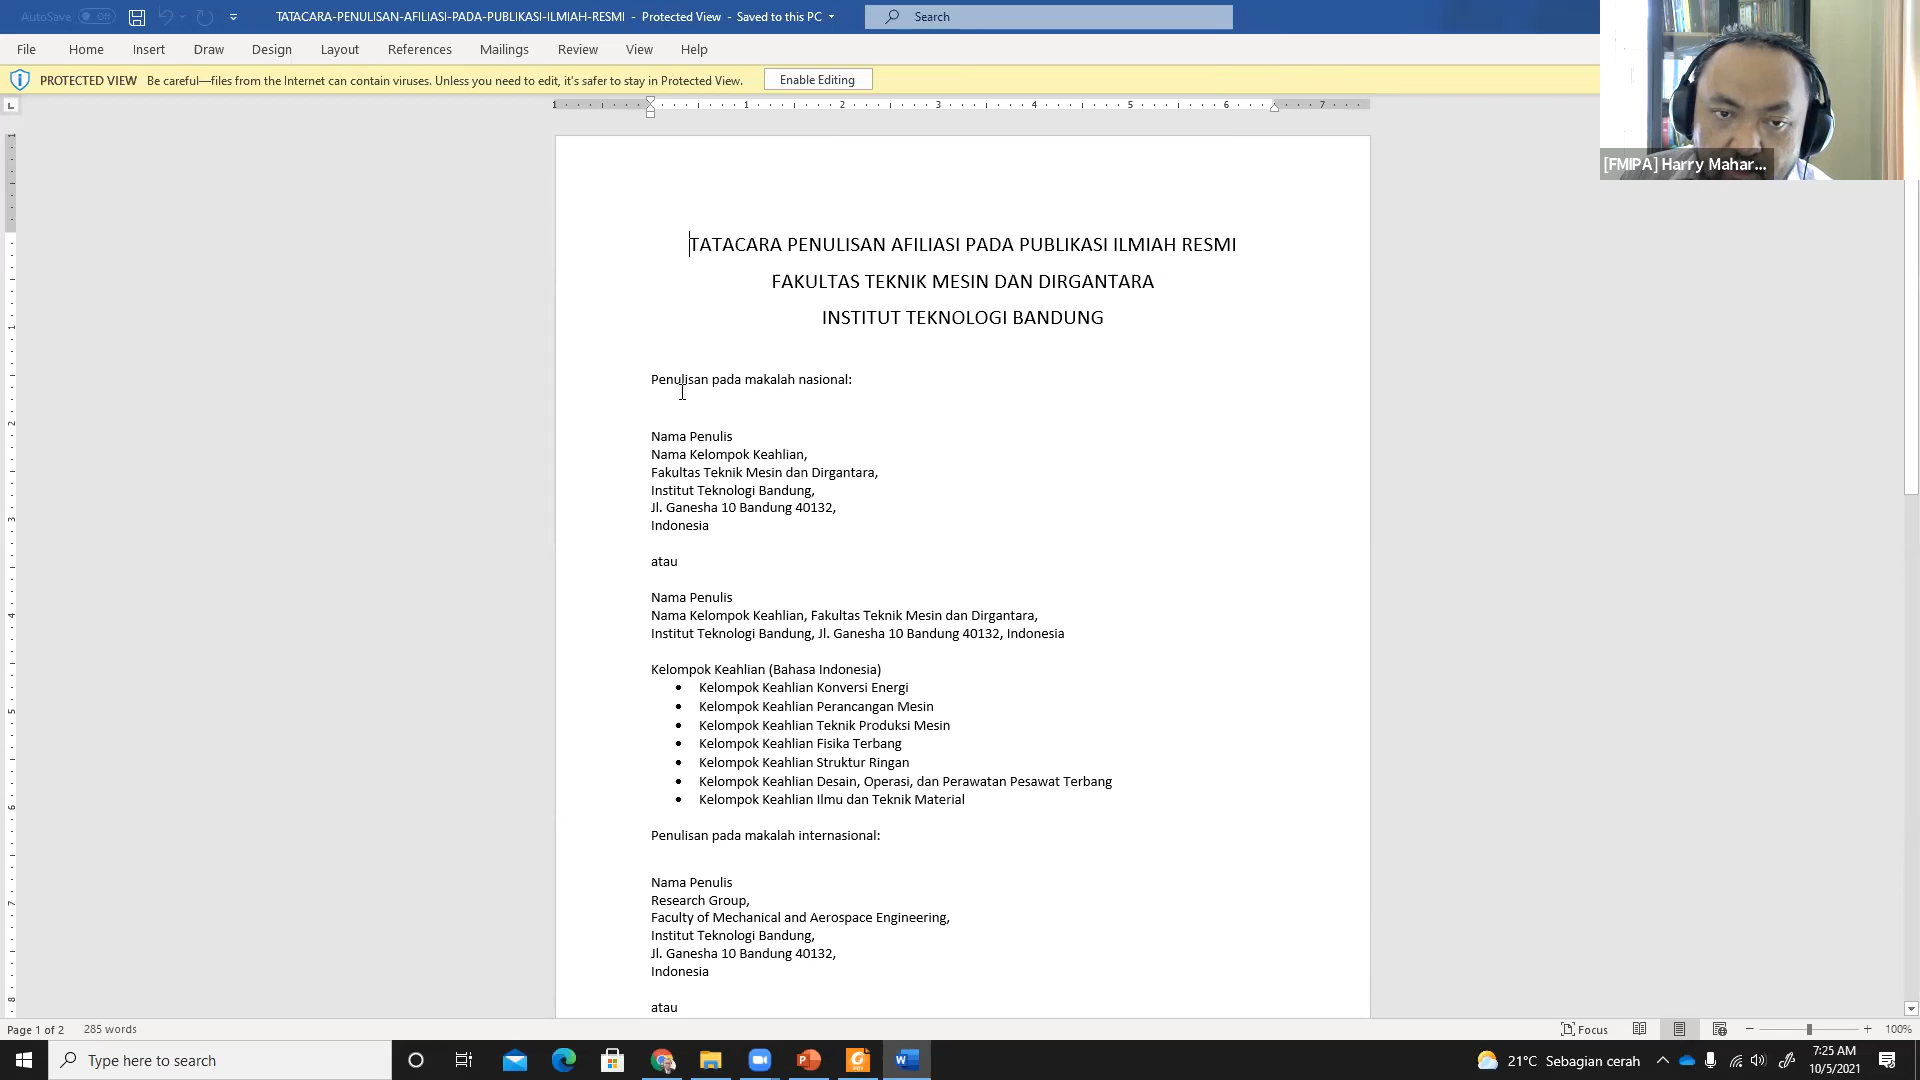 AutoSave Off TATACARA-PENULISAN-AFILIASI-PADA-PUBLIKASI-ILMIAH-RESMI - Protected View - Saved to this PC Search
File Home Insert Draw Design Layout References Mailings Review View Help
PROTECTED VIEW Be careful—files from the Internet can contain viruses. Unless you need to edit, it's safer to stay in Protected View. Enable Editing
[FMIPA] Harry Mahar...
1 1 2 3 4 5 6 7
TATACARA PENULISAN AFILIASI PADA PUBLIKASI ILMIAH RESMI
FAKULTAS TEKNIK MESIN DAN DIRGANTARA
INSTITUT TEKNOLOGI BANDUNG
Penulisan pada makalah nasional:
Nama Penulis
Nama Kelompok Keahlian,
Fakultas Teknik Mesin dan Dirgantara,
Institut Teknologi Bandung,
Jl. Ganesha 10 Bandung 40132,
Indonesia
atau
Nama Penulis
Nama Kelompok Keahlian, Fakultas Teknik Mesin dan Dirgantara,
Institut Teknologi Bandung, Jl. Ganesha 10 Bandung 40132, Indonesia
Kelompok Keahlian (Bahasa Indonesia)
• Kelompok Keahlian Konversi Energi
• Kelompok Keahlian Perancangan Mesin
• Kelompok Keahlian Teknik Produksi Mesin
• Kelompok Keahlian Fisika Terbang
• Kelompok Keahlian Struktur Ringan
• Kelompok Keahlian Desain, Operasi, dan Perawatan Pesawat Terbang
• Kelompok Keahlian Ilmu dan Teknik Material
Penulisan pada makalah internasional:
Nama Penulis
Research Group,
Faculty of Mechanical and Aerospace Engineering,
Institut Teknologi Bandung,
Jl. Ganesha 10 Bandung 40132,
Indonesia
atau
Page 1 of 2 285 words Focus 100%
Type here to search 21°C Sebagian cerah 7:25 AM
10/5/2021